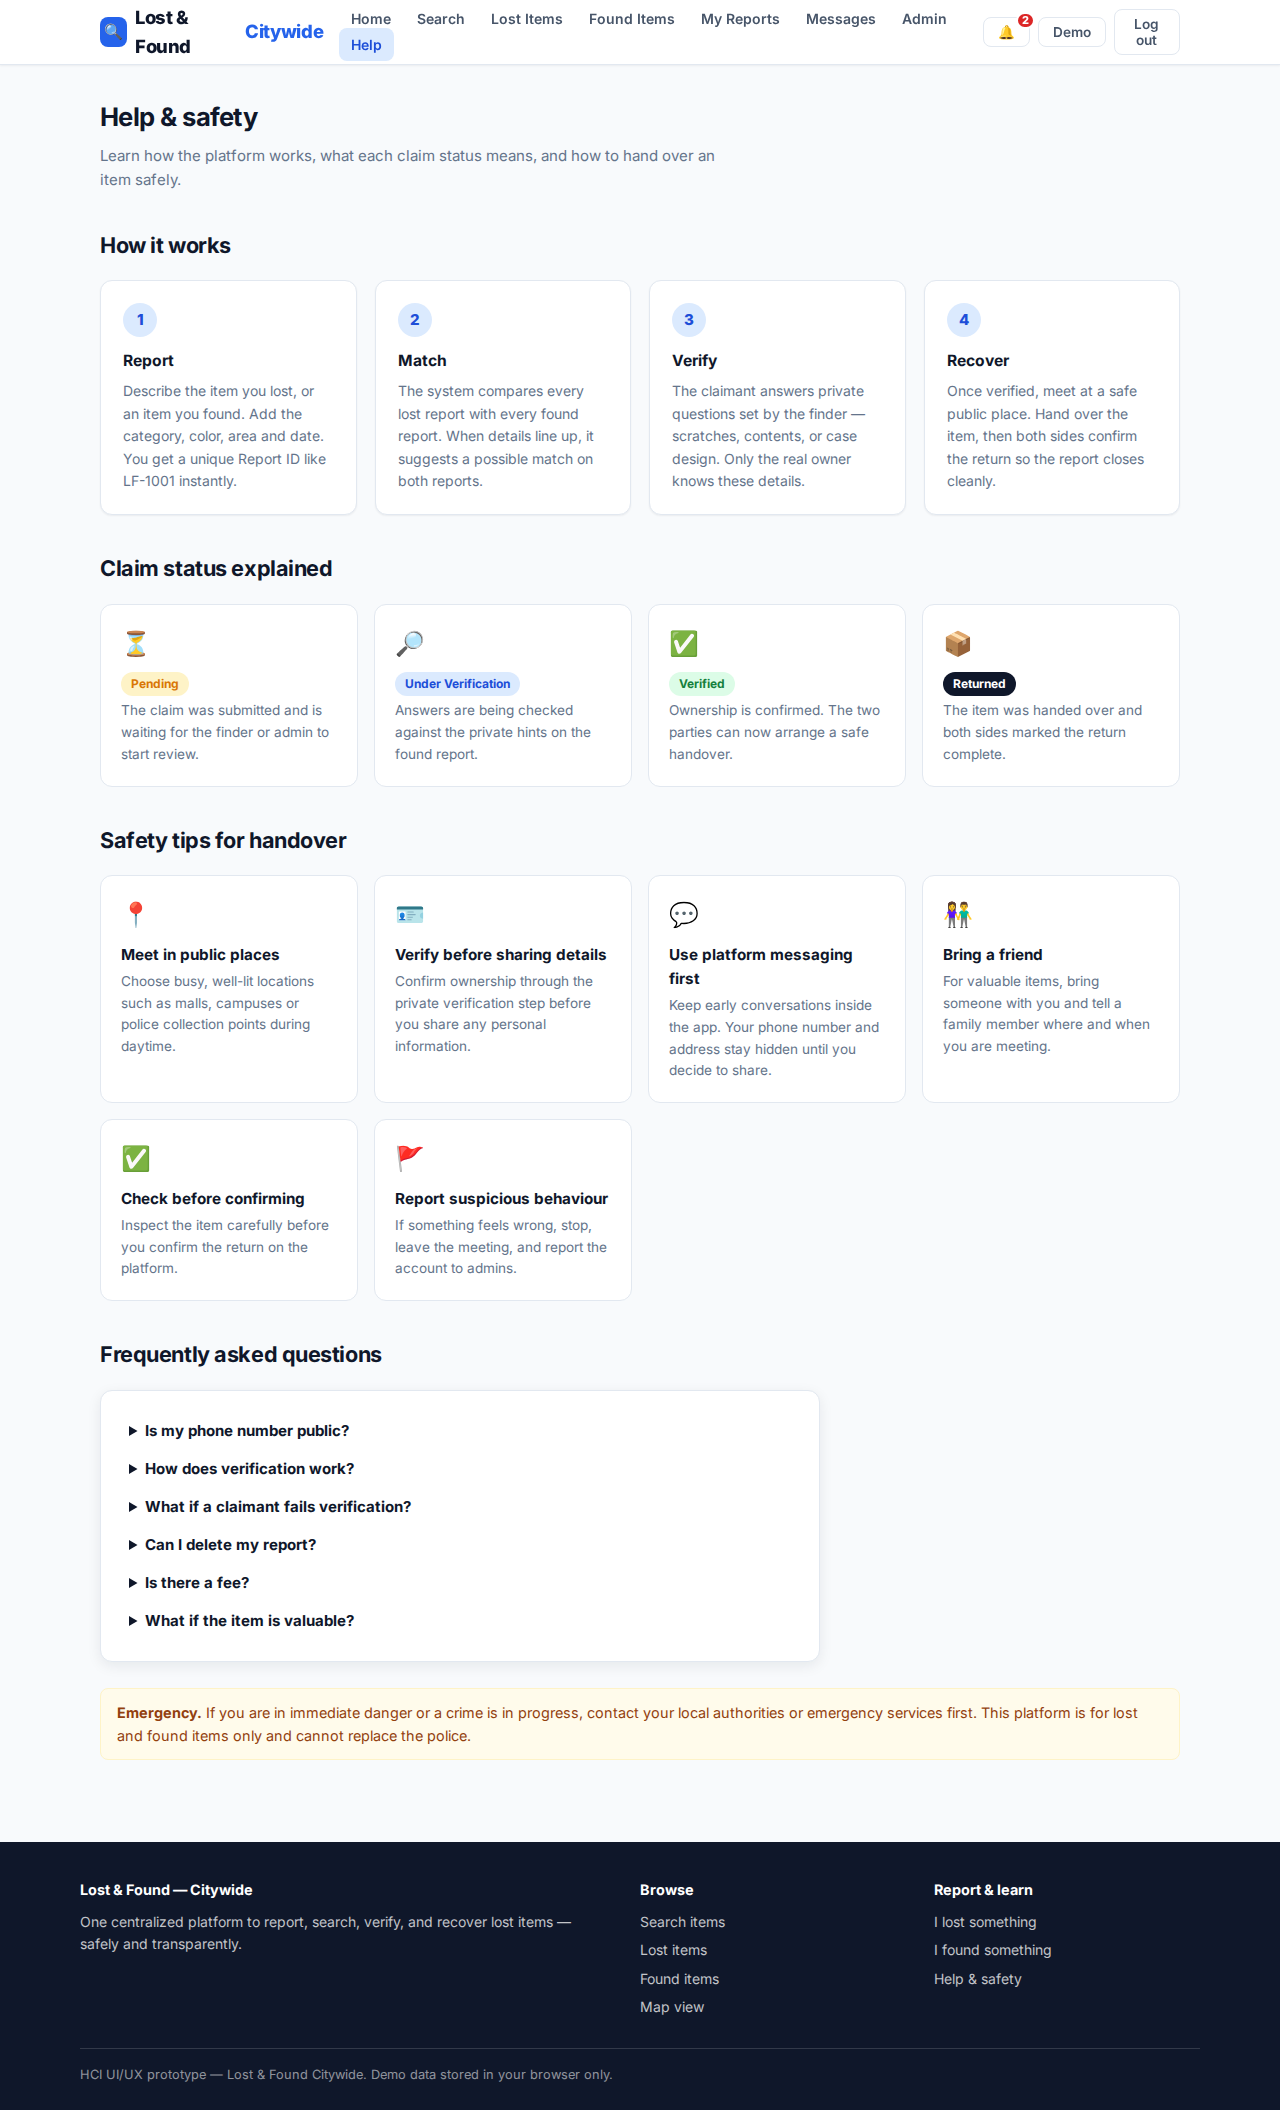 Lost &
Found
Citywide
Home Search Lost Items Found Items My Reports Messages Admin
Help
2
Demo
Log
out
Help & safety
Learn how the platform works, what each claim status means, and how to hand over an
item safely.
How it works
1
Report
Describe the item you lost, or
an item you found. Add the
category, color, area and date.
You get a unique Report ID like
LF-1001 instantly.
2
Match
The system compares every
lost report with every found
report. When details line up, it
suggests a possible match on
both reports.
3
Verify
The claimant answers private
questions set by the finder —
scratches, contents, or case
design. Only the real owner
knows these details.
4
Recover
Once verified, meet at a safe
public place. Hand over the
item, then both sides confirm
the return so the report closes
cleanly.
Claim status explained
Pending
The claim was submitted and is
waiting for the finder or admin to
start review.
Under Verification
Answers are being checked
against the private hints on the
found report.
Verified
Ownership is confirmed. The two
parties can now arrange a safe
handover.
Returned
The item was handed over and
both sides marked the return
complete.
Safety tips for handover
Meet in public places
Choose busy, well-lit locations
such as malls, campuses or
police collection points during
daytime.
Verify before sharing details
Confirm ownership through the
private verification step before
you share any personal
information.
Use platform messaging
first
Keep early conversations inside
the app. Your phone number and
address stay hidden until you
decide to share.
Bring a friend
For valuable items, bring
someone with you and tell a
family member where and when
you are meeting.
Check before confirming
Inspect the item carefully before
you confirm the return on the
platform.
Report suspicious behaviour
If something feels wrong, stop,
leave the meeting, and report the
account to admins.
Frequently asked questions
Is my phone number public?
How does verification work?
What if a claimant fails verification?
Can I delete my report?
Is there a fee?
What if the item is valuable?
Emergency. If you are in immediate danger or a crime is in progress, contact your local authorities or emergency services first. This platform is for lost
and found items only and cannot replace the police.
Lost & Found — Citywide
One centralized platform to report, search, verify, and recover lost items —
safely and transparently.
Browse
Search items
Lost items
Found items
Map view
Report & learn
I lost something
I found something
Help & safety
HCI UI/UX prototype — Lost & Found Citywide. Demo data stored in your browser only.